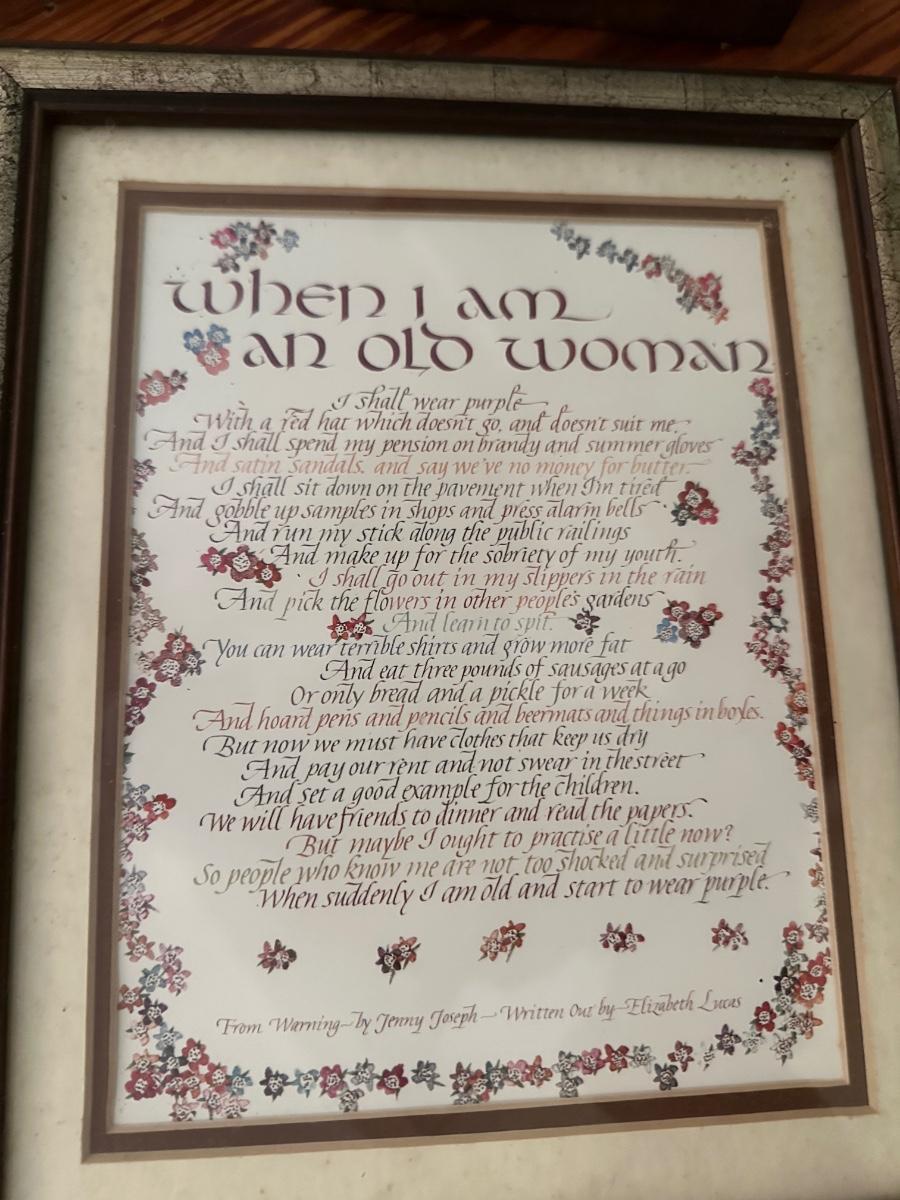 When I am
an old woman
I shall wear purple
With a red hat which doesn't go, and doesn't suit me,
And I shall spend my pension on brandy and summer gloves
And satin sandals, and say we've no money for butter.
I shall sit down on the pavement when I'm tired
And gobble up samples in shops and press alarm bells
And run my stick along the public railings
And make up for the sobriety of my youth.
I shall go out in my slippers in the rain
And pick the flowers in other people's gardens
And learn to spit.
You can wear terrible shirts and grow more fat
And eat three pounds of sausages at a go
Or only bread and a pickle for a week
And hoard pens and pencils and beermats and things in boxes.
But now we must have clothes that keep us dry
And pay our rent and not swear in the street
And set a good example for the children.
We will have friends to dinner and read the papers.
But maybe I ought to practise a little now?
So people who know me are not too shocked and surprised
When suddenly I am old and start to wear purple.
From Warning—by Jenny Joseph—Written Out by—Elizabeth Lucas